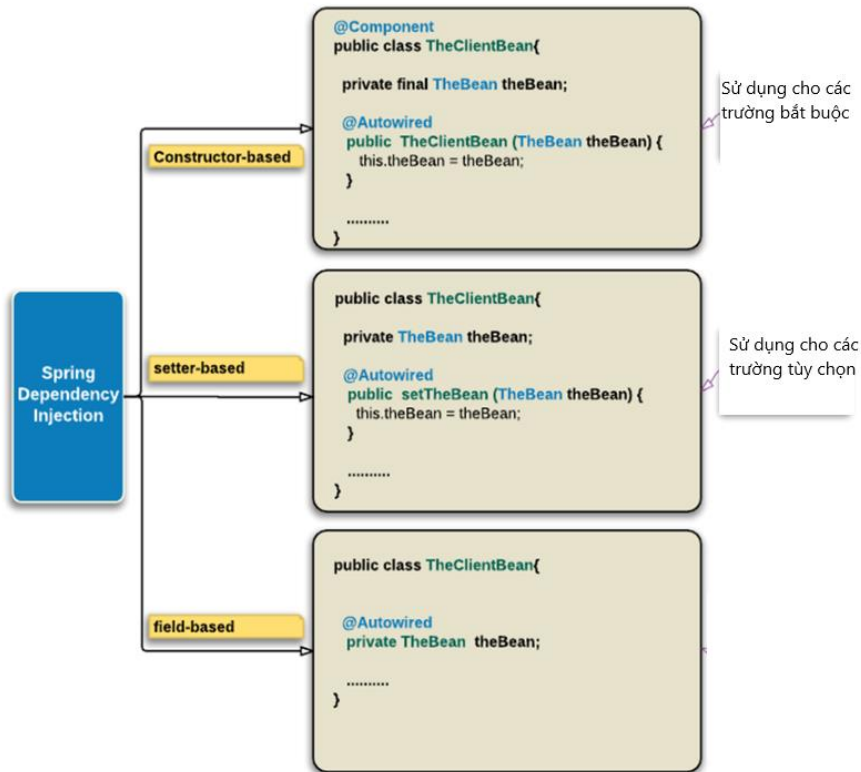 @Component
public class TheClientBean{
private final TheBean theBean;
@Autowired
public TheClientBean (TheBean theBean) {
this.theBean = theBean;
}
..........
}
Sử dụng cho các
trường bắt buộc
Constructor-based
public class TheClientBean{
private TheBean theBean;
@Autowired
public setTheBean (TheBean theBean) {
this.theBean = theBean;
}
..........
}
Sử dụng cho các
trường tùy chọn
setter-based
Spring
Dependency
Injection
public class TheClientBean{
@Autowired
private TheBean theBean;
..........
}
field-based